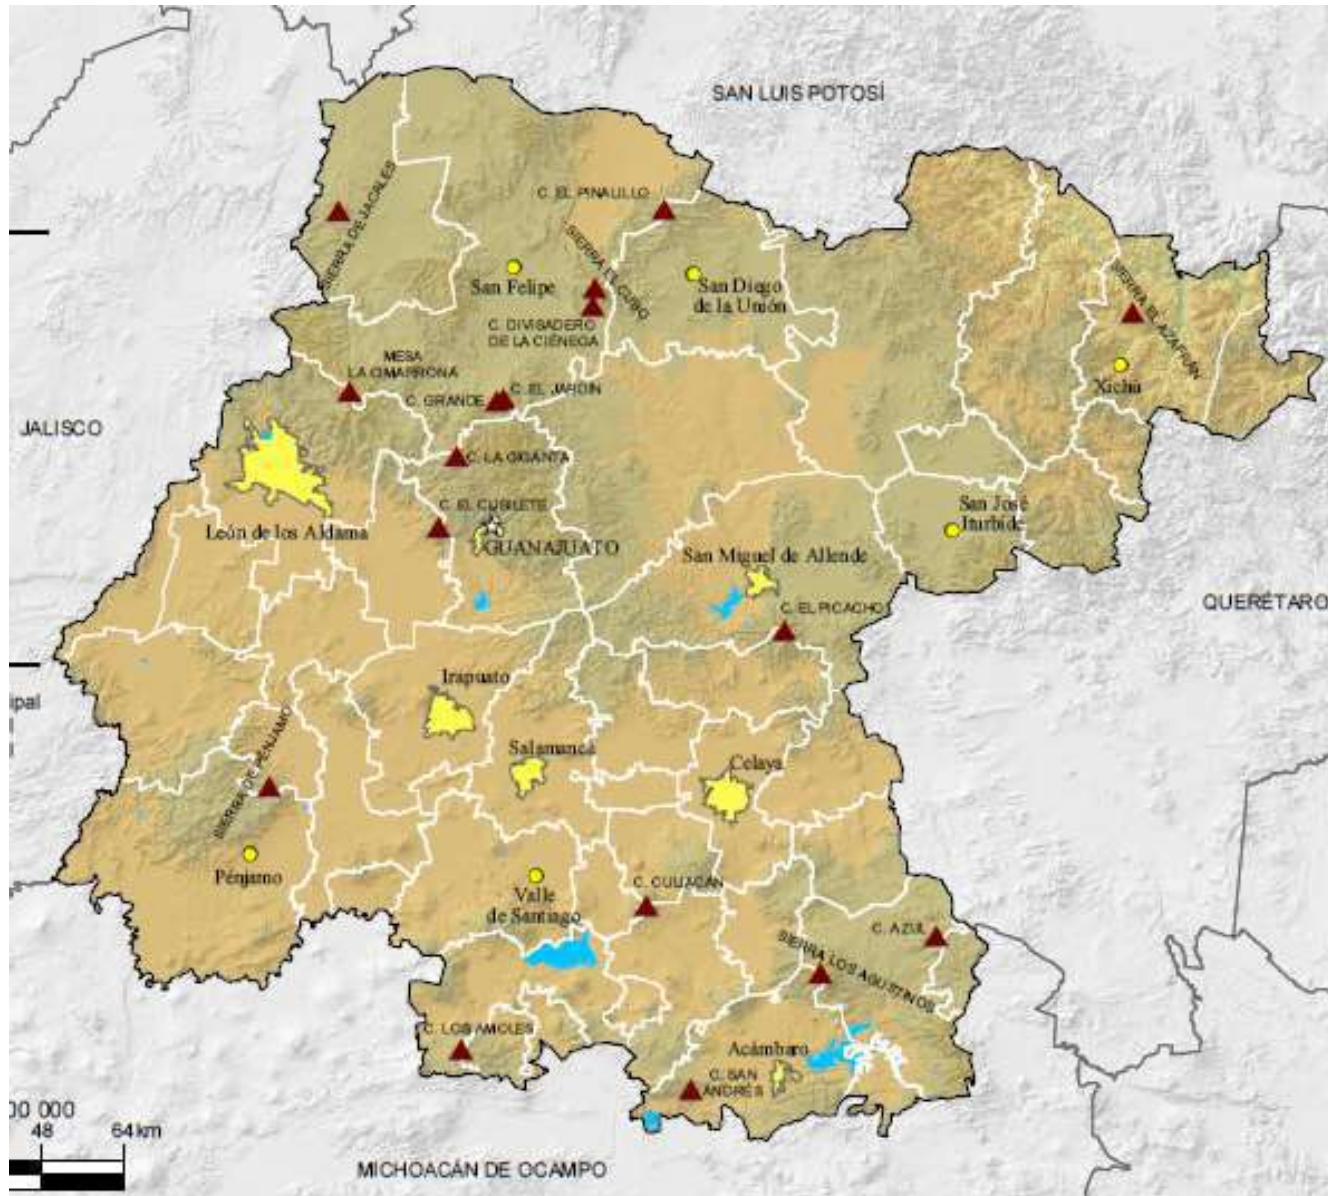 SAN LUIS POTOSÍ
C. EL PINALILLO
SIERRA DE JACALES
SIERRA EL CUBO
San Felipe
San Diego
de la Unión
SIERRA EL AZAFRÁN
C. DIVISADERO
DE LA CIÉNEGA
MESA
LA CIMARRONA
C. EL JARDÍN
C. GRANDE
Xichú
JALISCO
C. LA GIGANTA
C. EL CUBILETE
San José
Iturbide
León de los Aldama
GUANAJUATO
San Miguel de Allende
QUERÉTARO
C. EL PICACHO
Irapuato
ipal
SIERRA DE PÉNJAMO
Salamanca
Celaya
Pénjamo
C. CULIACÁN
Valle
de Santiago
C. AZUL
SIERRA LOS AGUSTINOS
C. LOS AMOLES
Acámbaro
C. SAN
ANDRÉS
00 000
48 64 km
MICHOACÁN DE OCAMPO